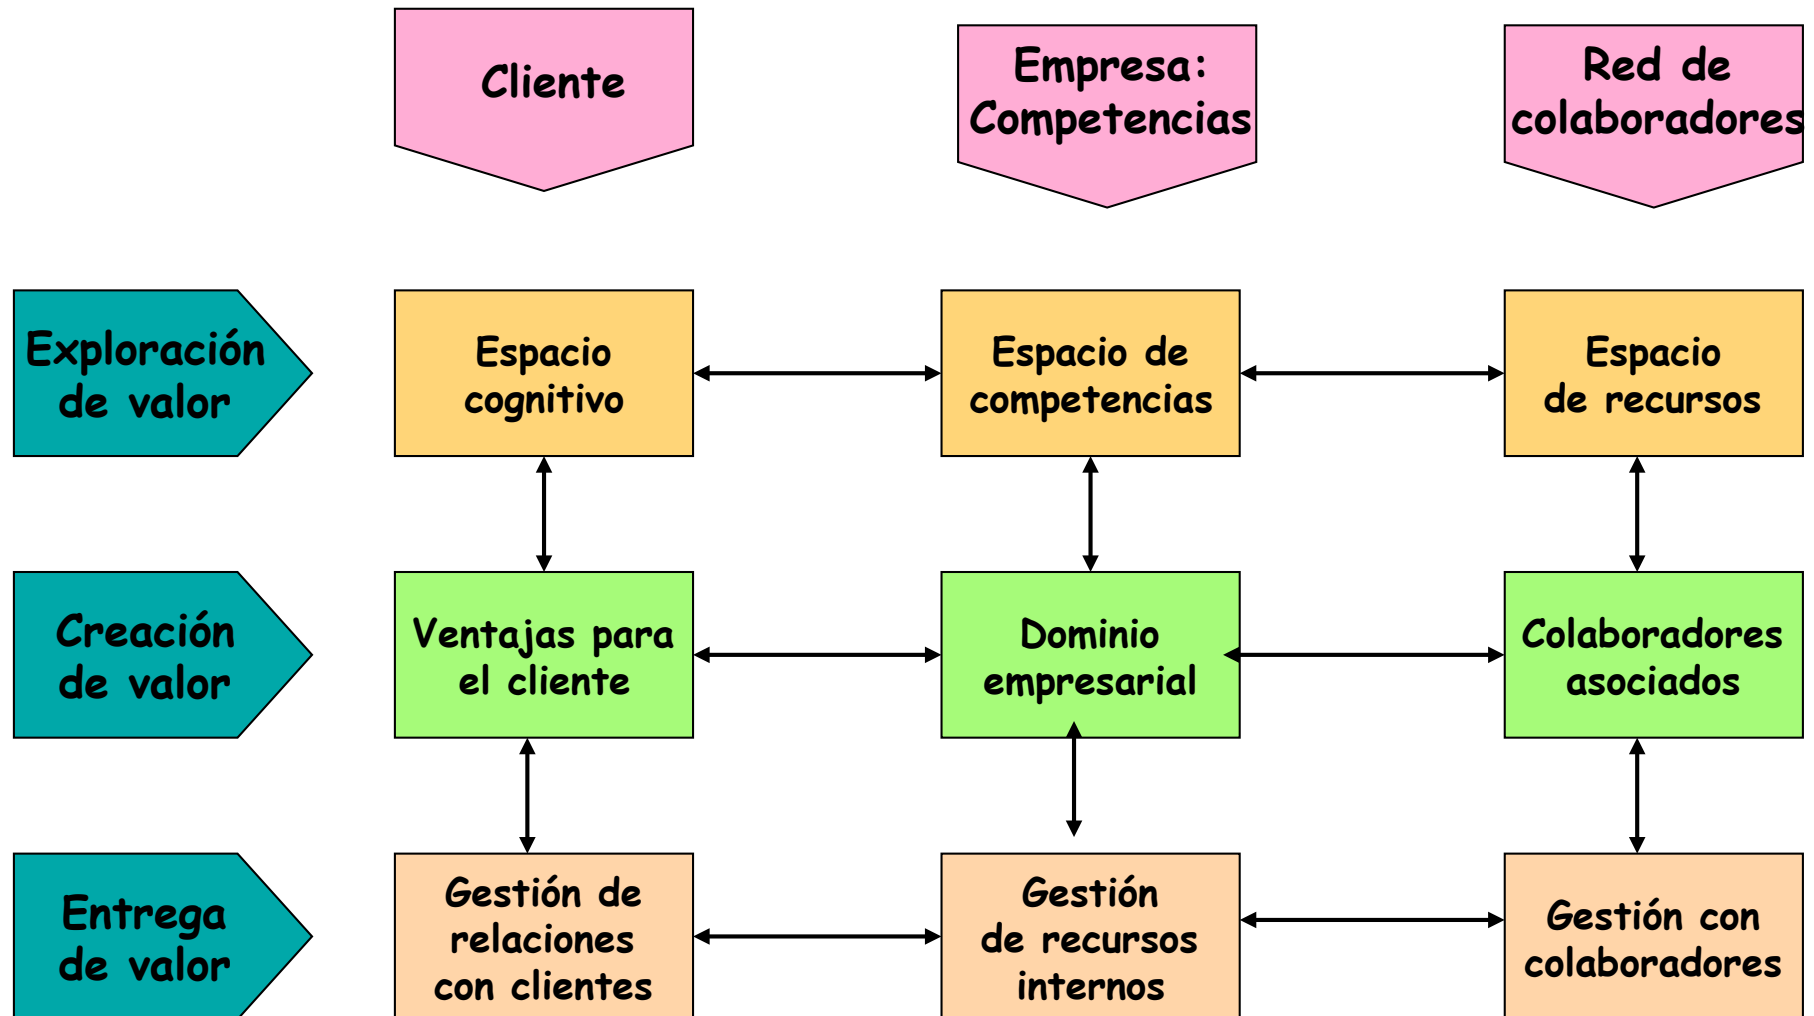 Cliente
Empresa:
Competencias
Red de
colaboradores
Exploración
de valor
Espacio
cognitivo
Espacio de
competencias
Espacio
de recursos
Creación
de valor
Ventajas para
el cliente
Dominio
empresarial
Colaboradores
asociados
Entrega
de valor
Gestión de
relaciones
con clientes
Gestión
de recursos
internos
Gestión con
colaboradores